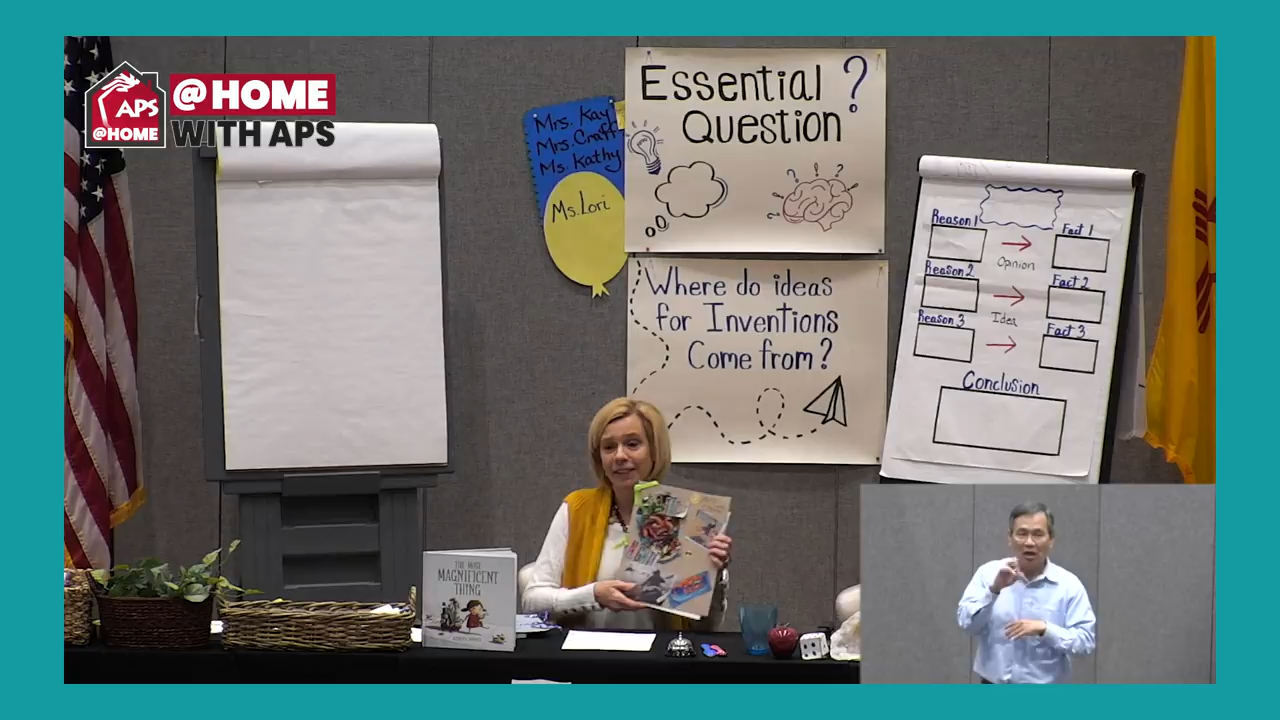 APS
@HOME
@HOME
WITH APS
Mrs. Kay
Mrs. Craft
Ms. Kathy
Ms. Lori
Essential ?
Question
Where do ideas
for Inventions
Come from?
Reason 1
Fact 1
Opinion
Reason 2
Fact 2
Idea
Reason 3
Fact 3
Conclusion
THE MOST
MAGNIFICENT
THING